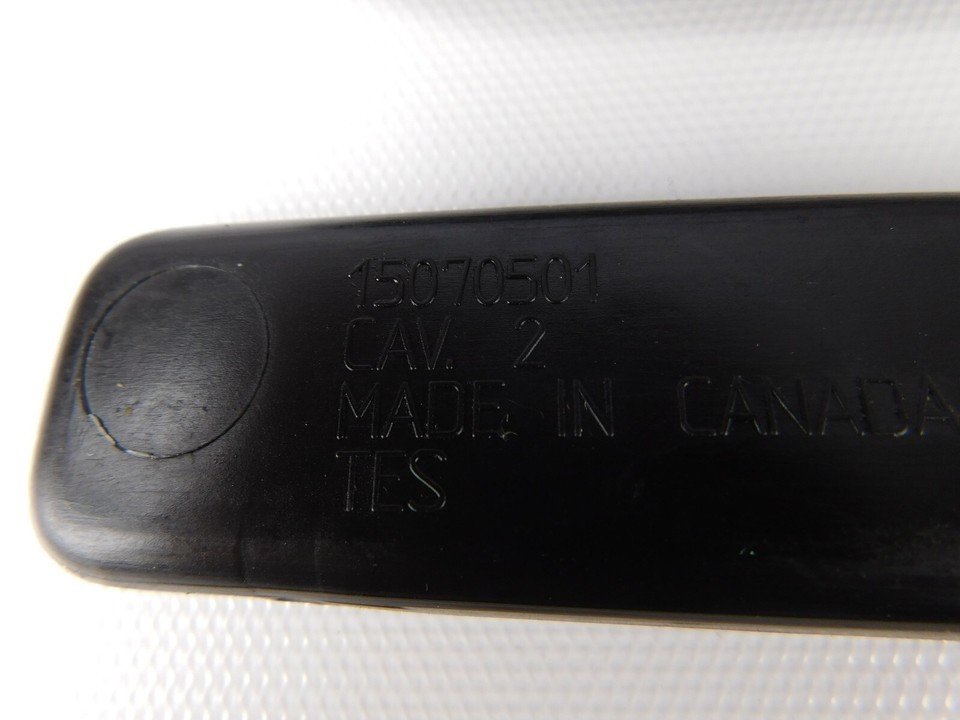 15070501
CAV. 2
MADE IN CANADA
TES